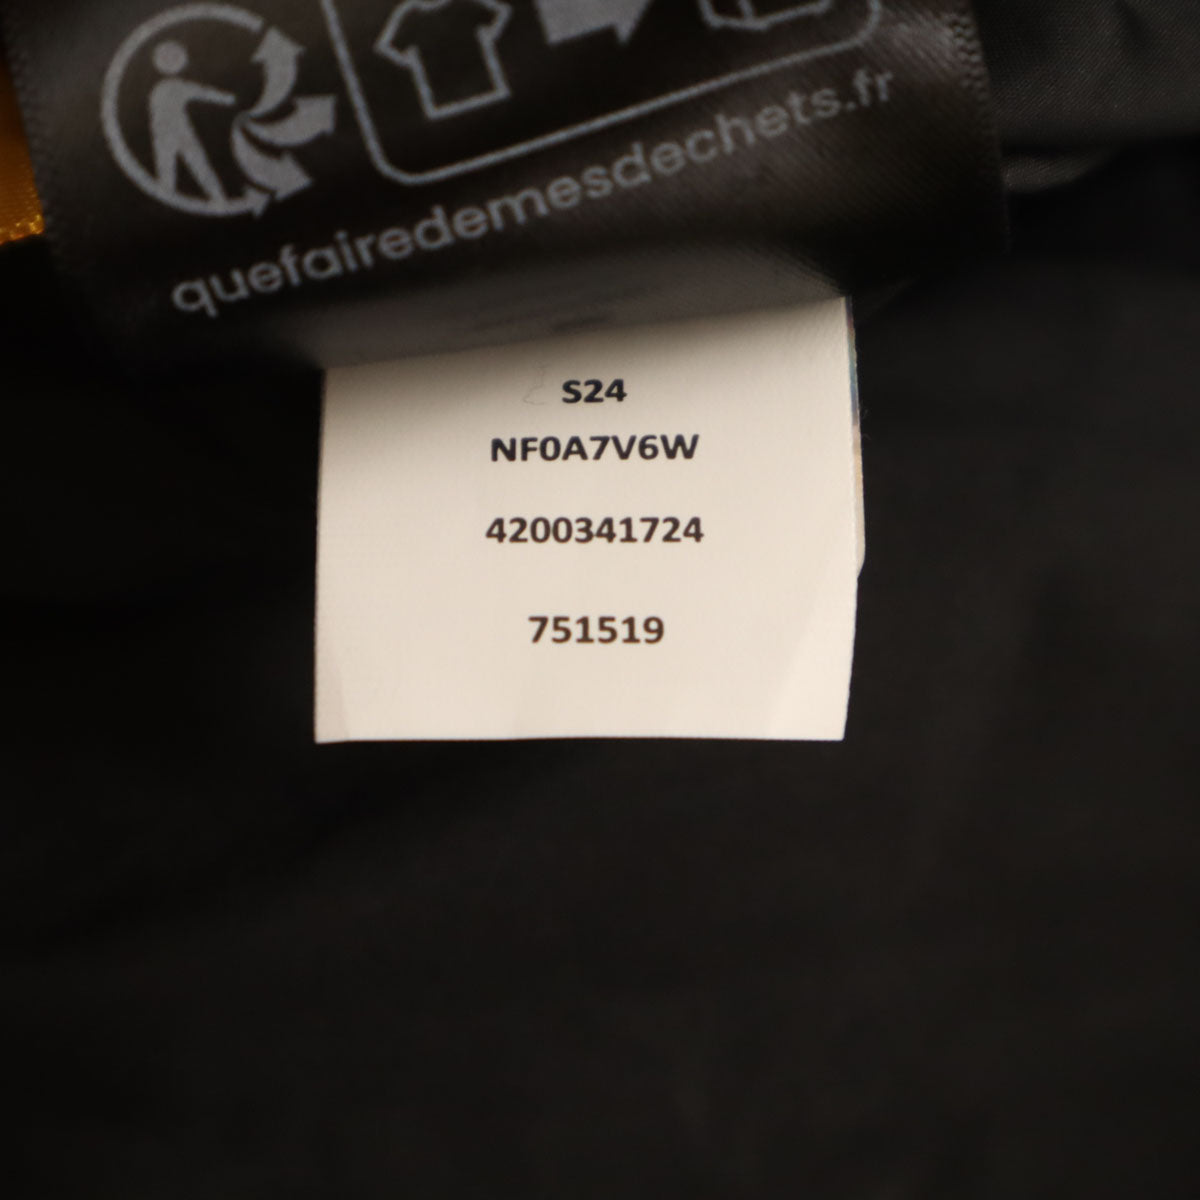 quefairedemesdechets.fr
S24
NF0A7V6W
4200341724
751519